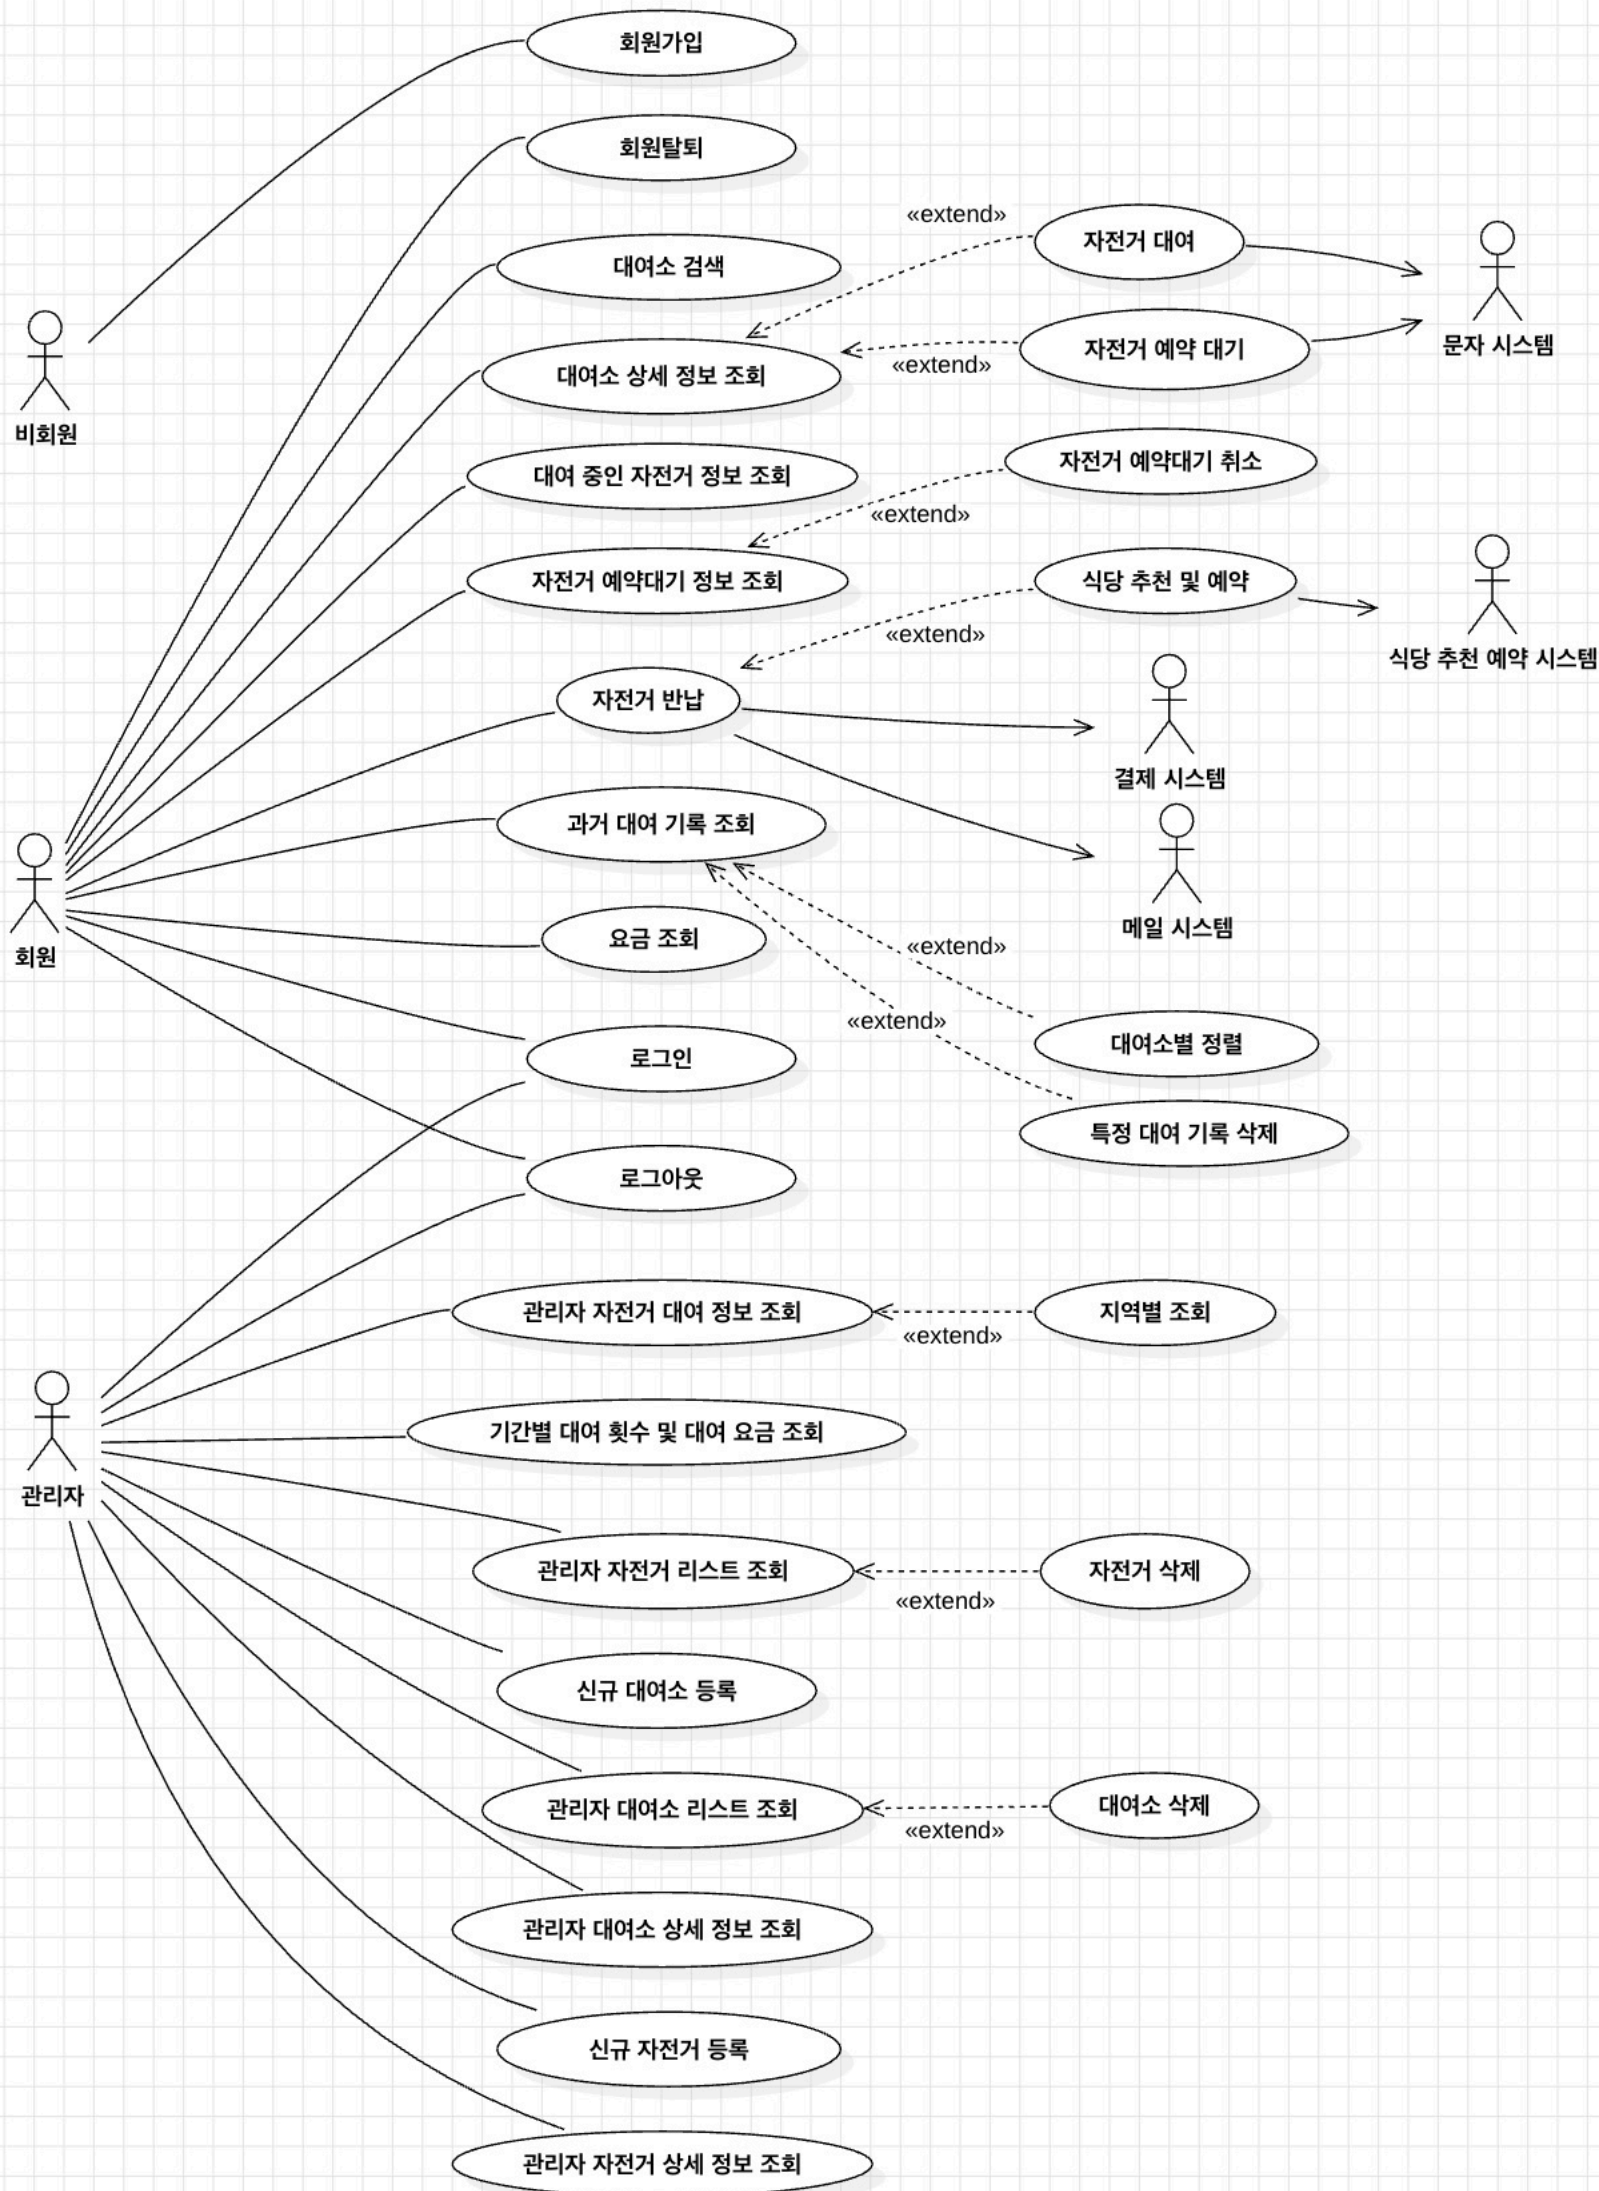 회원가입
회원탈퇴
«extend»
자전거 대여
대여소 검색
문자 시스템
자전거 예약 대기
«extend»
대여소 상세 정보 조회
비회원
자전거 예약대기 취소
대여 중인 자전거 정보 조회
«extend»
자전거 예약대기 정보 조회
식당 추천 및 예약
«extend»
식당 추천 예약 시스템
자전거 반납
결제 시스템
과거 대여 기록 조회
메일 시스템
요금 조회
«extend»
회원
«extend»
대여소별 정렬
로그인
특정 대여 기록 삭제
로그아웃
관리자 자전거 대여 정보 조회
지역별 조회
«extend»
기간별 대여 횟수 및 대여 요금 조회
관리자
관리자 자전거 리스트 조회
자전거 삭제
«extend»
신규 대여소 등록
관리자 대여소 리스트 조회
대여소 삭제
«extend»
관리자 대여소 상세 정보 조회
신규 자전거 등록
관리자 자전거 상세 정보 조회